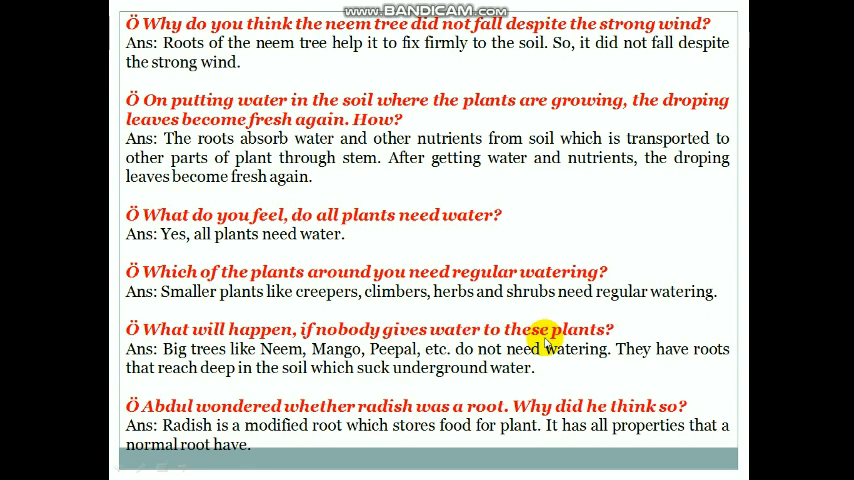 www.BANDICAM.com
Ö Why do you think the neem tree did not fall despite the strong wind?
Ans: Roots of the neem tree help it to fix firmly to the soil. So, it did not fall despite
the strong wind.
Ö On putting water in the soil where the plants are growing, the droping
leaves become fresh again. How?
Ans: The roots absorb water and other nutrients from soil which is transported to
other parts of plant through stem. After getting water and nutrients, the droping
leaves become fresh again.
Ö What do you feel, do all plants need water?
Ans: Yes, all plants need water.
Ö Which of the plants around you need regular watering?
Ans: Smaller plants like creepers, climbers, herbs and shrubs need regular watering.
Ö What will happen, if nobody gives water to these plants?
Ans: Big trees like Neem, Mango, Peepal, etc. do not need watering. They have roots
that reach deep in the soil which suck underground water.
Ö Abdul wondered whether radish was a root. Why did he think so?
Ans: Radish is a modified root which stores food for plant. It has all properties that a
normal root have.